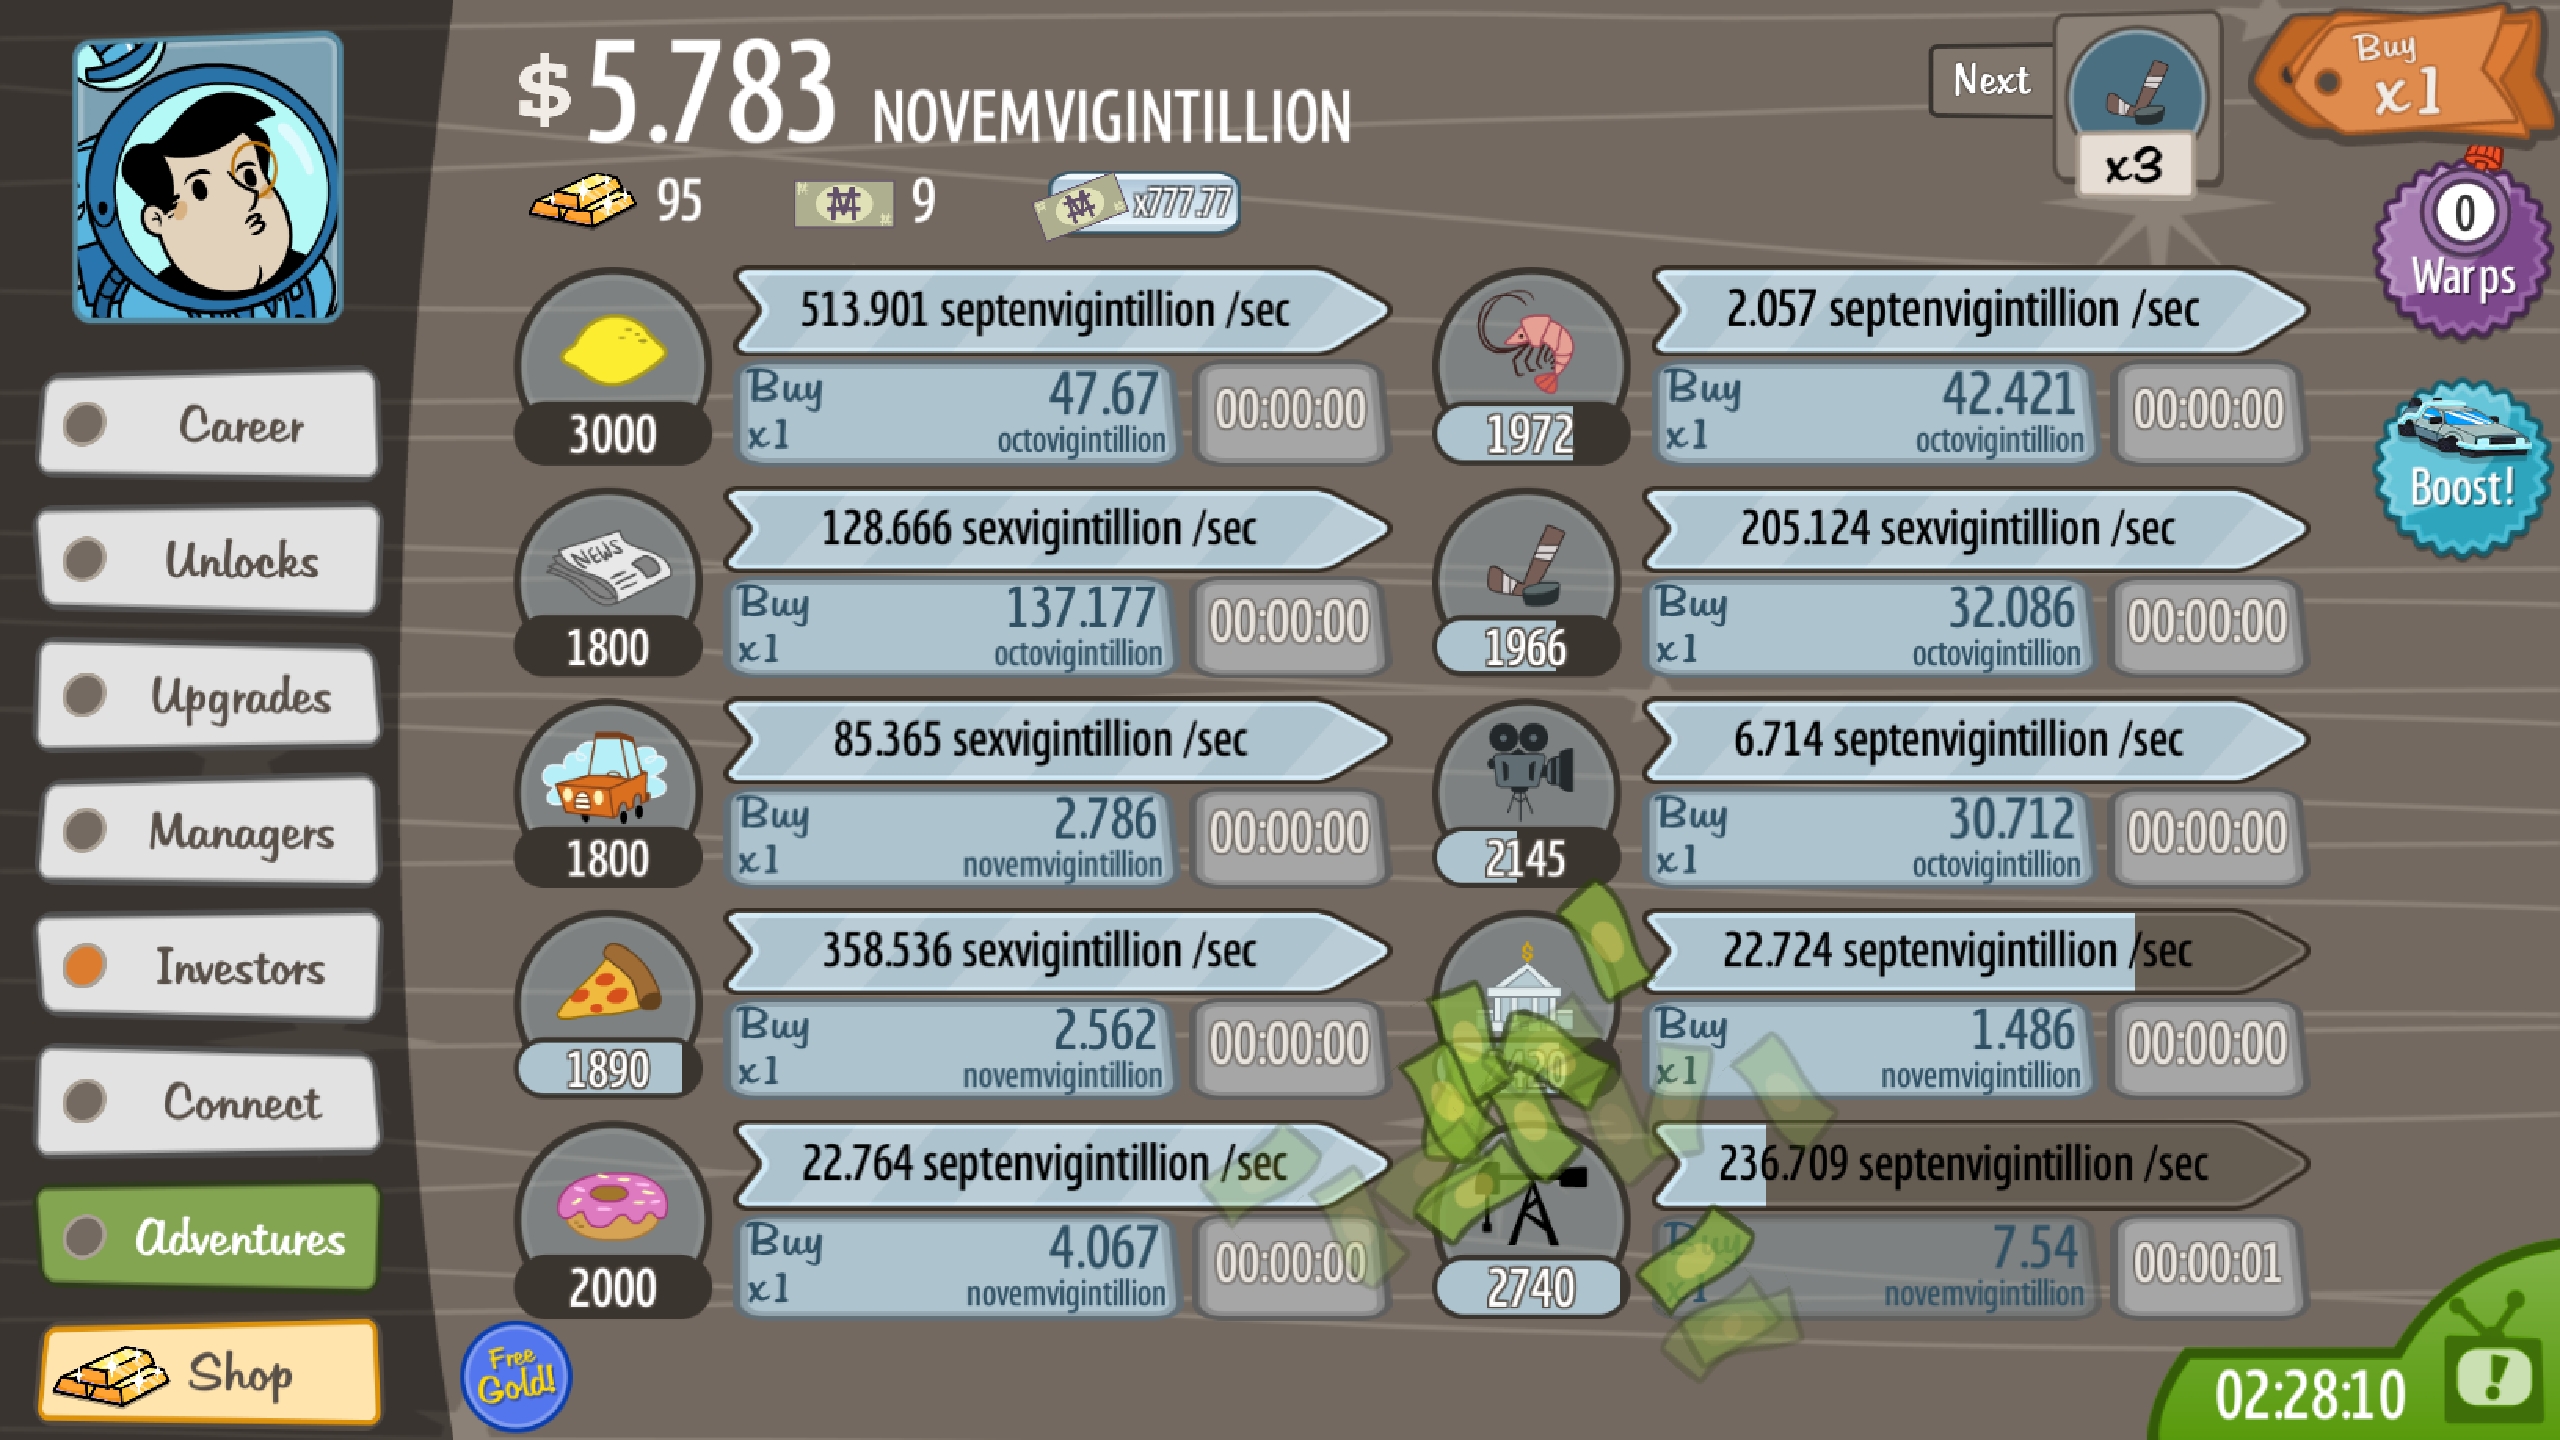 $5.783 NOVEMVIGINTILLION
Next
x3
Buy
x1
95
9
x777.77
0
Warps
Boost!
Career
Unlocks
Upgrades
Managers
Investors
Connect
Adventures
Shop
513.901 septenvigintillion /sec
3000
Buy
x1
47.67
octovigintillion
00:00:00
NEWS
128.666 sexvigintillion /sec
1800
Buy
x1
137.177
octovigintillion
00:00:00
85.365 sexvigintillion /sec
1800
Buy
x1
2.786
novemvigintillion
00:00:00
358.536 sexvigintillion /sec
1890
Buy
x1
2.562
novemvigintillion
00:00:00
22.764 septenvigintillion /sec
2000
Buy
x1
4.067
novemvigintillion
00:00:00
2.057 septenvigintillion /sec
1972
Buy
x1
42.421
octovigintillion
00:00:00
205.124 sexvigintillion /sec
1966
Buy
x1
32.086
octovigintillion
00:00:00
6.714 septenvigintillion /sec
2145
Buy
x1
30.712
octovigintillion
00:00:00
22.724 septenvigintillion /sec
Buy
x1
1.486
novemvigintillion
00:00:00
236.709 septenvigintillion /sec
2740
Buy
7.54
novemvigintillion
00:00:01
Free
Gold!
02:28:10